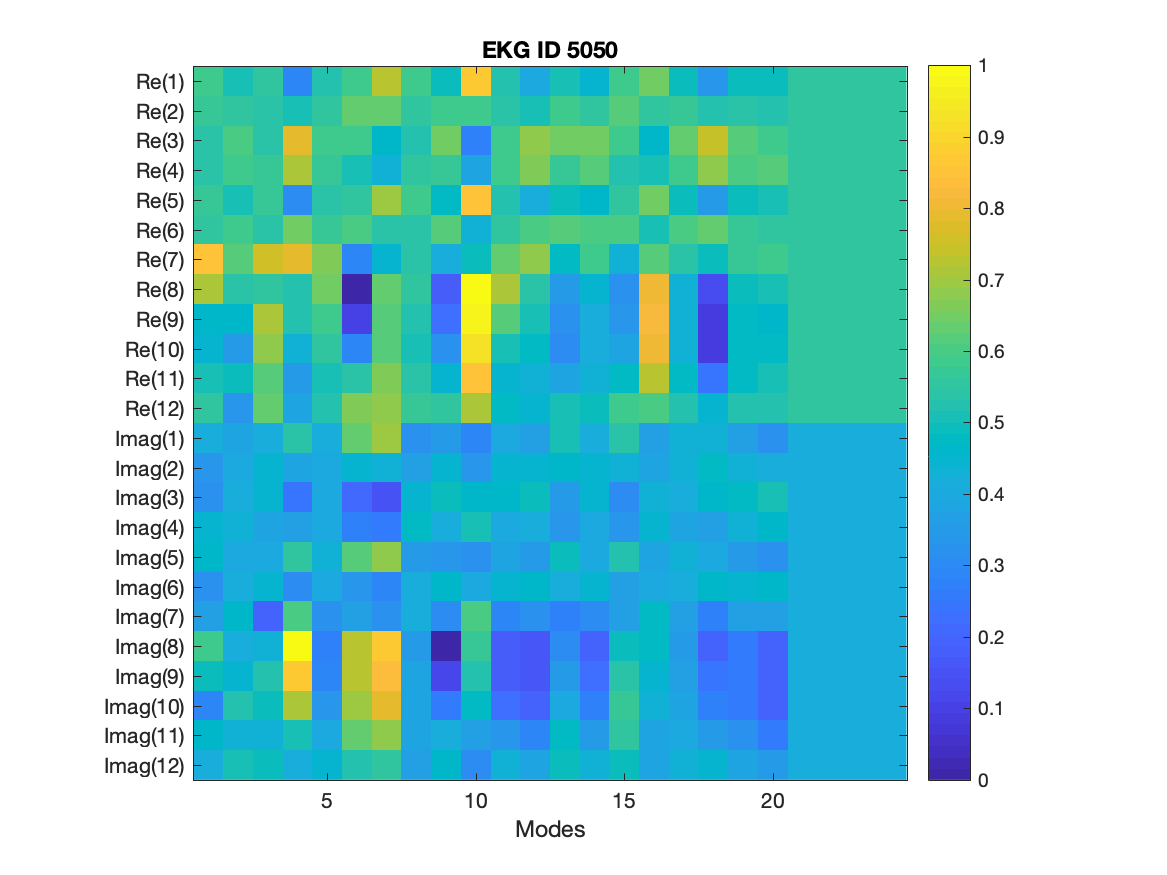 EKG ID 5050
Re(1)
Re(2)
Re(3)
Re(4)
Re(5)
Re(6)
Re(7)
Re(8)
Re(9)
Re(10)
Re(11)
Re(12)
Imag(1)
Imag(2)
Imag(3)
Imag(4)
Imag(5)
Imag(6)
Imag(7)
Imag(8)
Imag(9)
Imag(10)
Imag(11)
Imag(12)
5 10 15 20
Modes
1
0.9
0.8
0.7
0.6
0.5
0.4
0.3
0.2
0.1
0